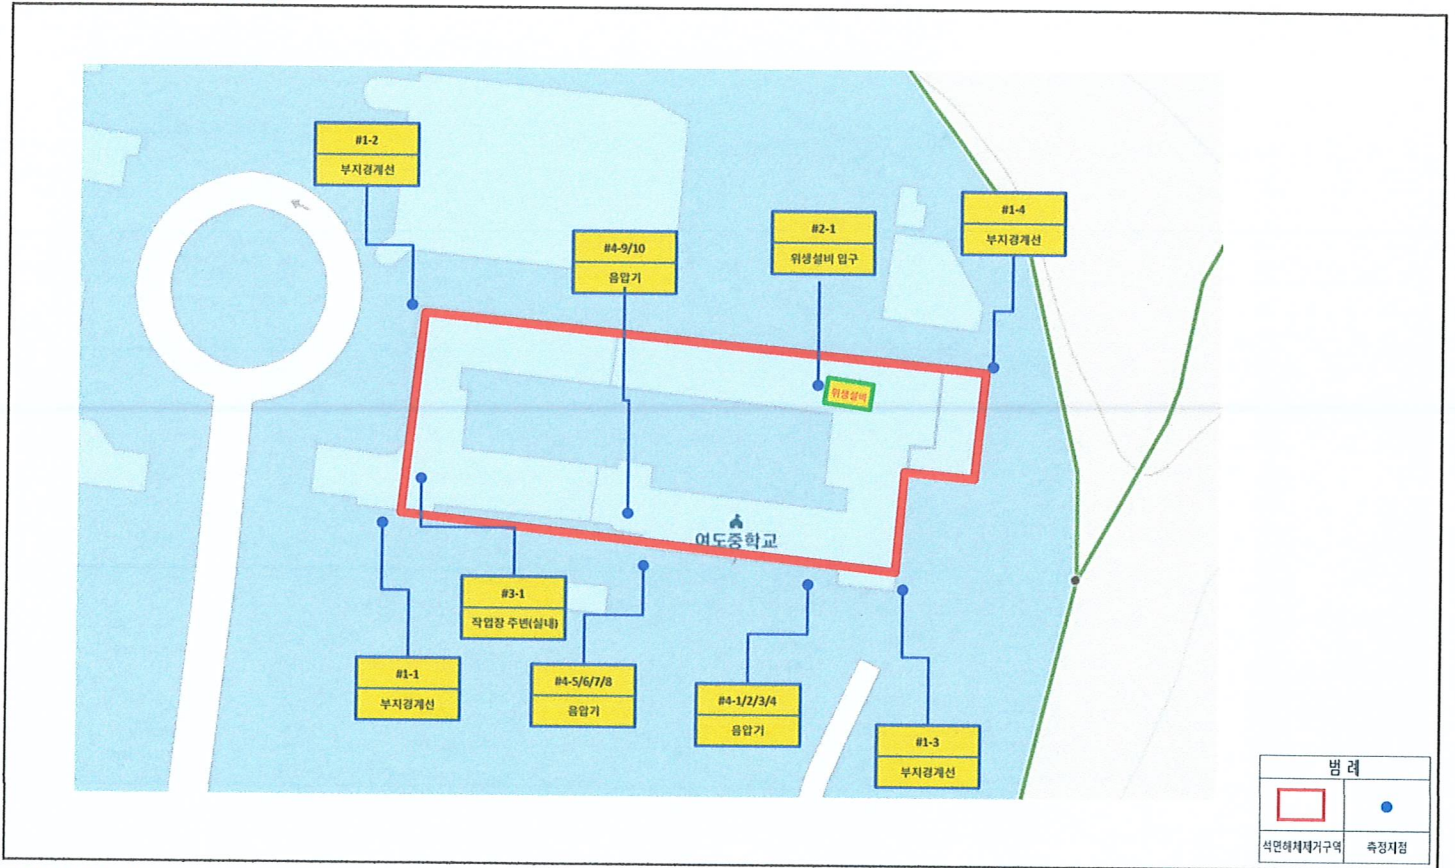 #1-2
부지경계선
#4-9/10
음압기
#2-1
위생설비 입구
#1-4
부지경계선
위생설비
여도중학교
#3-1
작업장 주변(실내)
#1-1
부지경계선
#4-5/6/7/8
음압기
#4-1/2/3/4
음압기
#1-3
부지경계선
범 례
석면해체제거구역
측정지점